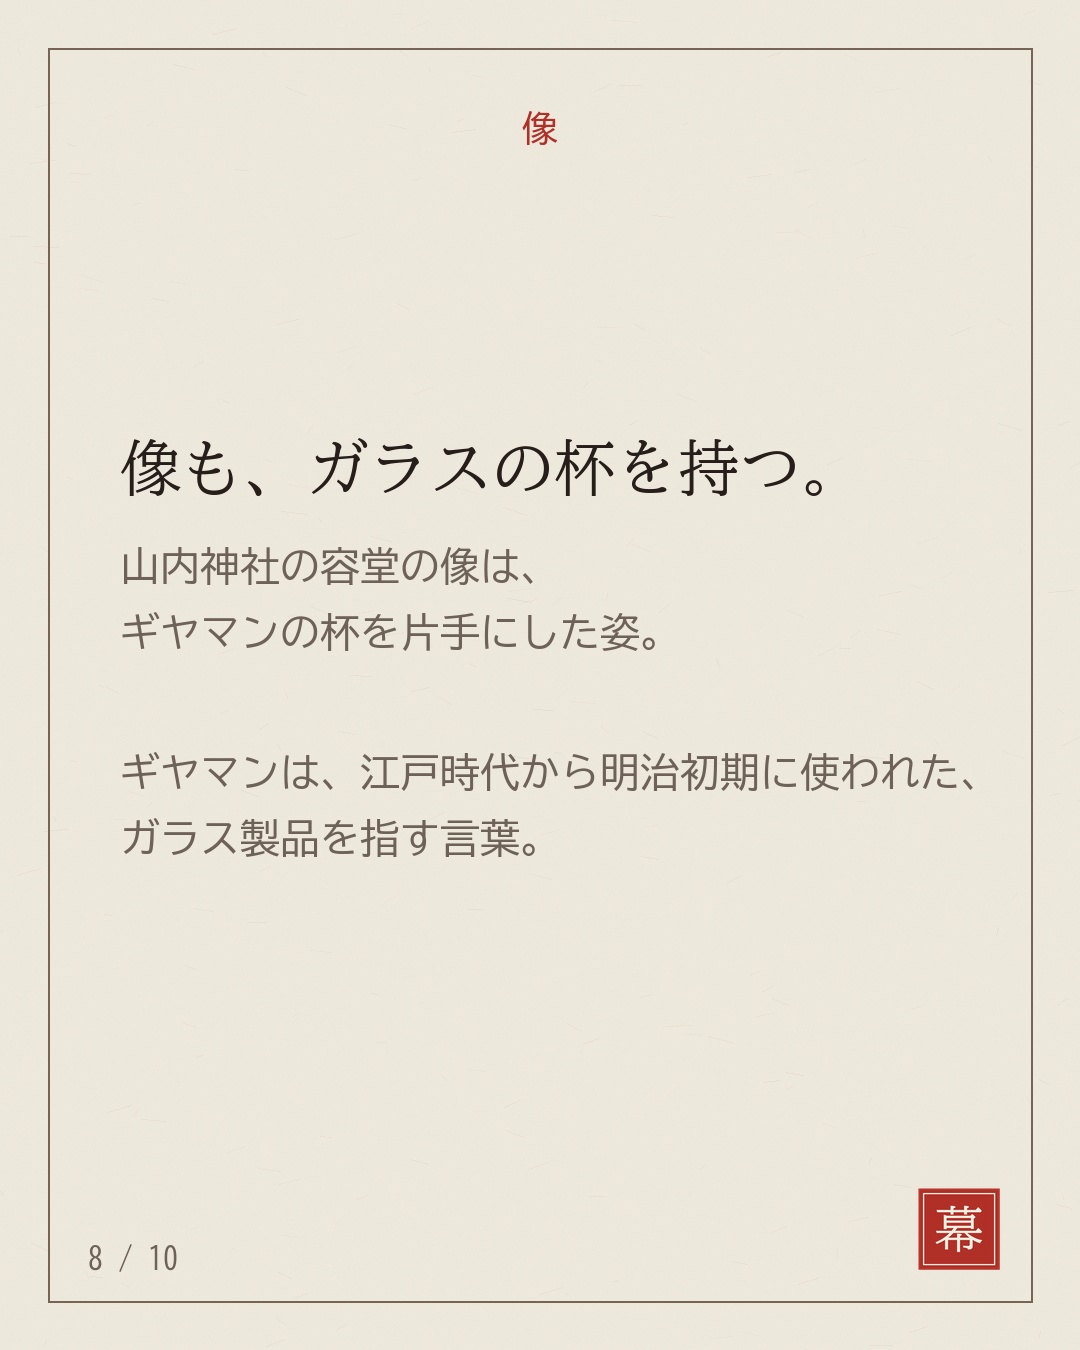 像
像も、ガラスの杯を持つ。
山内神社の容堂の像は、
ギヤマンの杯を片手にした姿。
ギヤマンは、江戸時代から明治初期に使われた、
ガラス製品を指す言葉。
8 / 10
幕